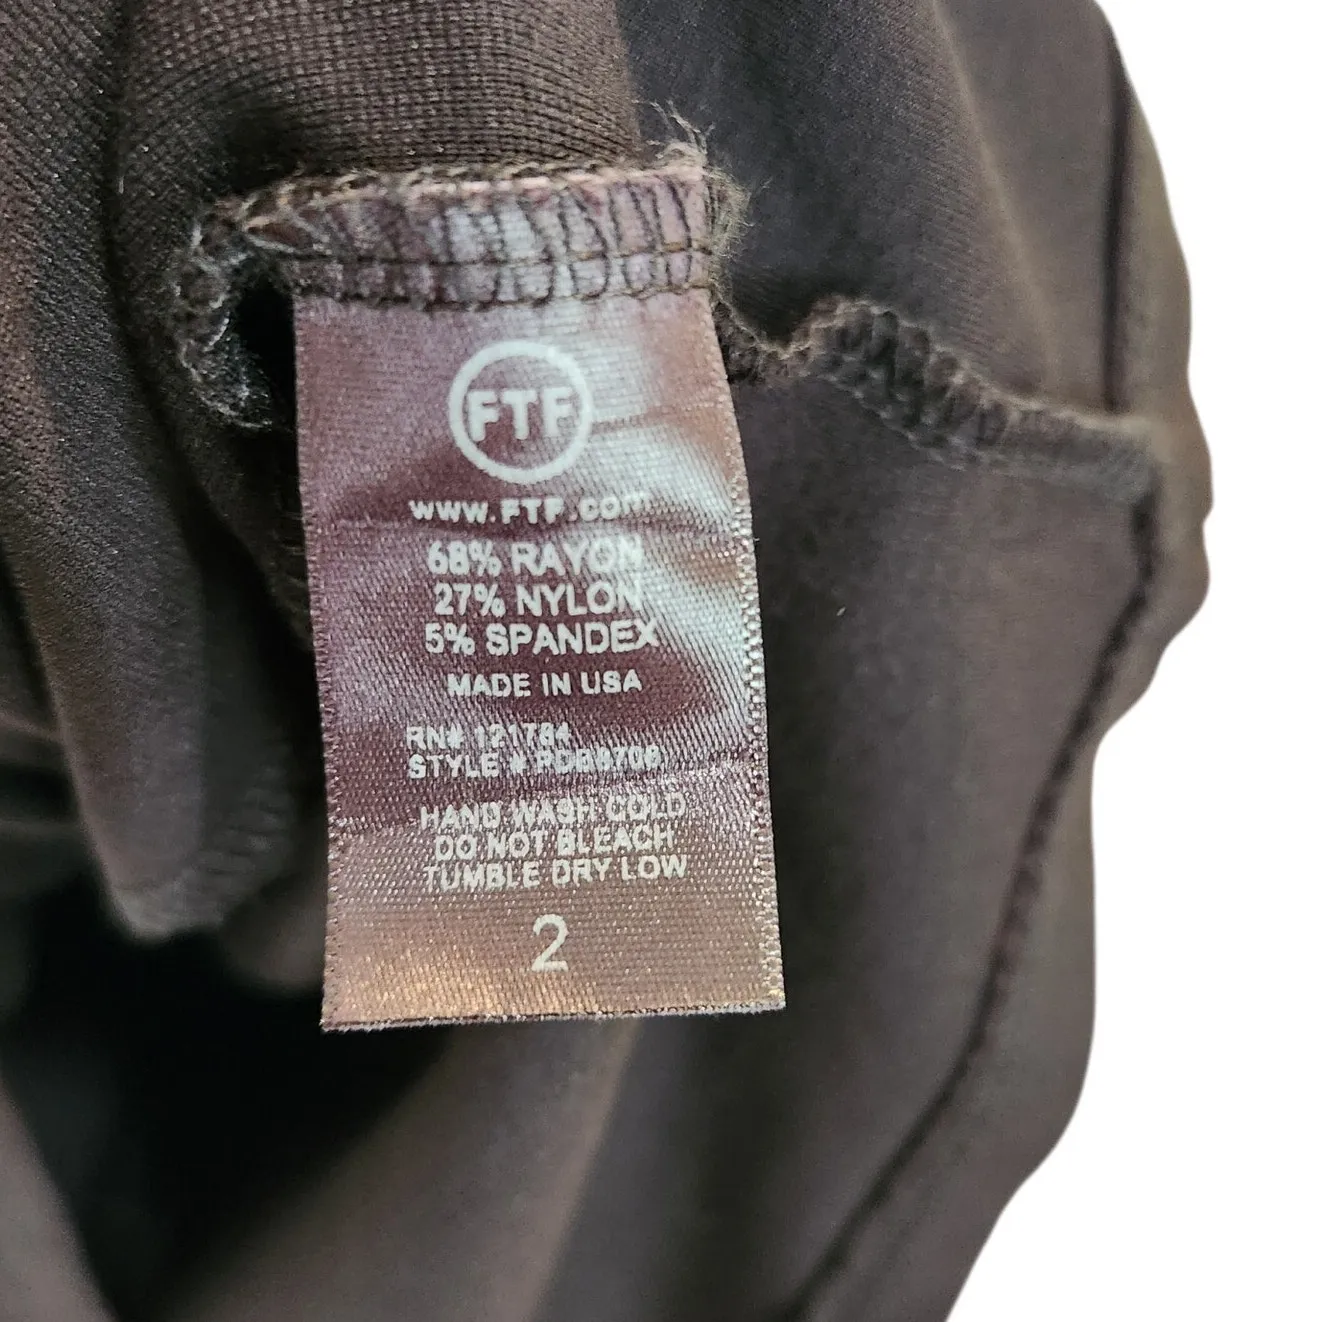 FTF
www.FTF.com
68% RAYON
27% NYLON
5% SPANDEX
MADE IN USA
RN# 121784
STYLE #
HAND WASH COLD
DO NOT BLEACH
TUMBLE DRY LOW
2